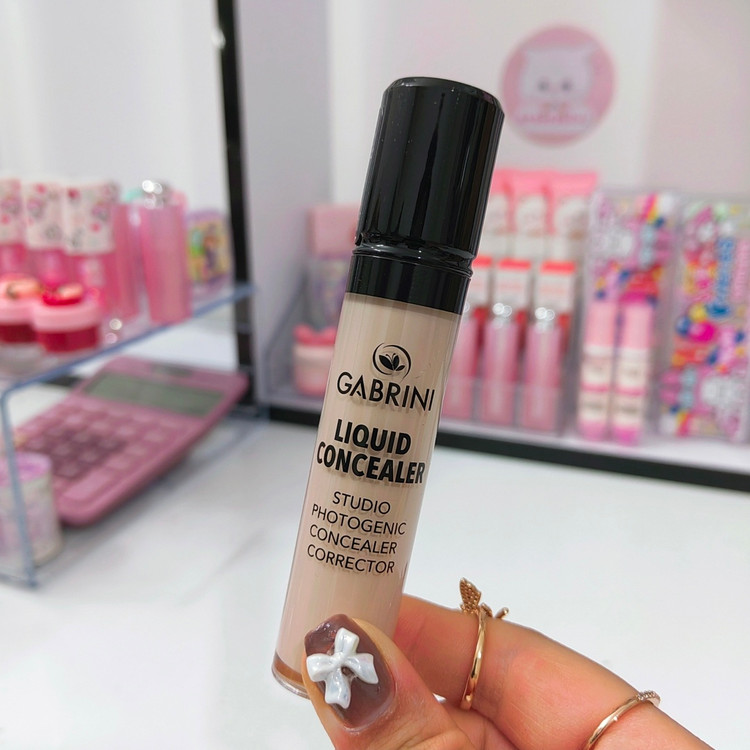 GABRINI
LIQUID
CONCEALER
STUDIO
PHOTOGENIC
CONCEALER
CORRECTOR